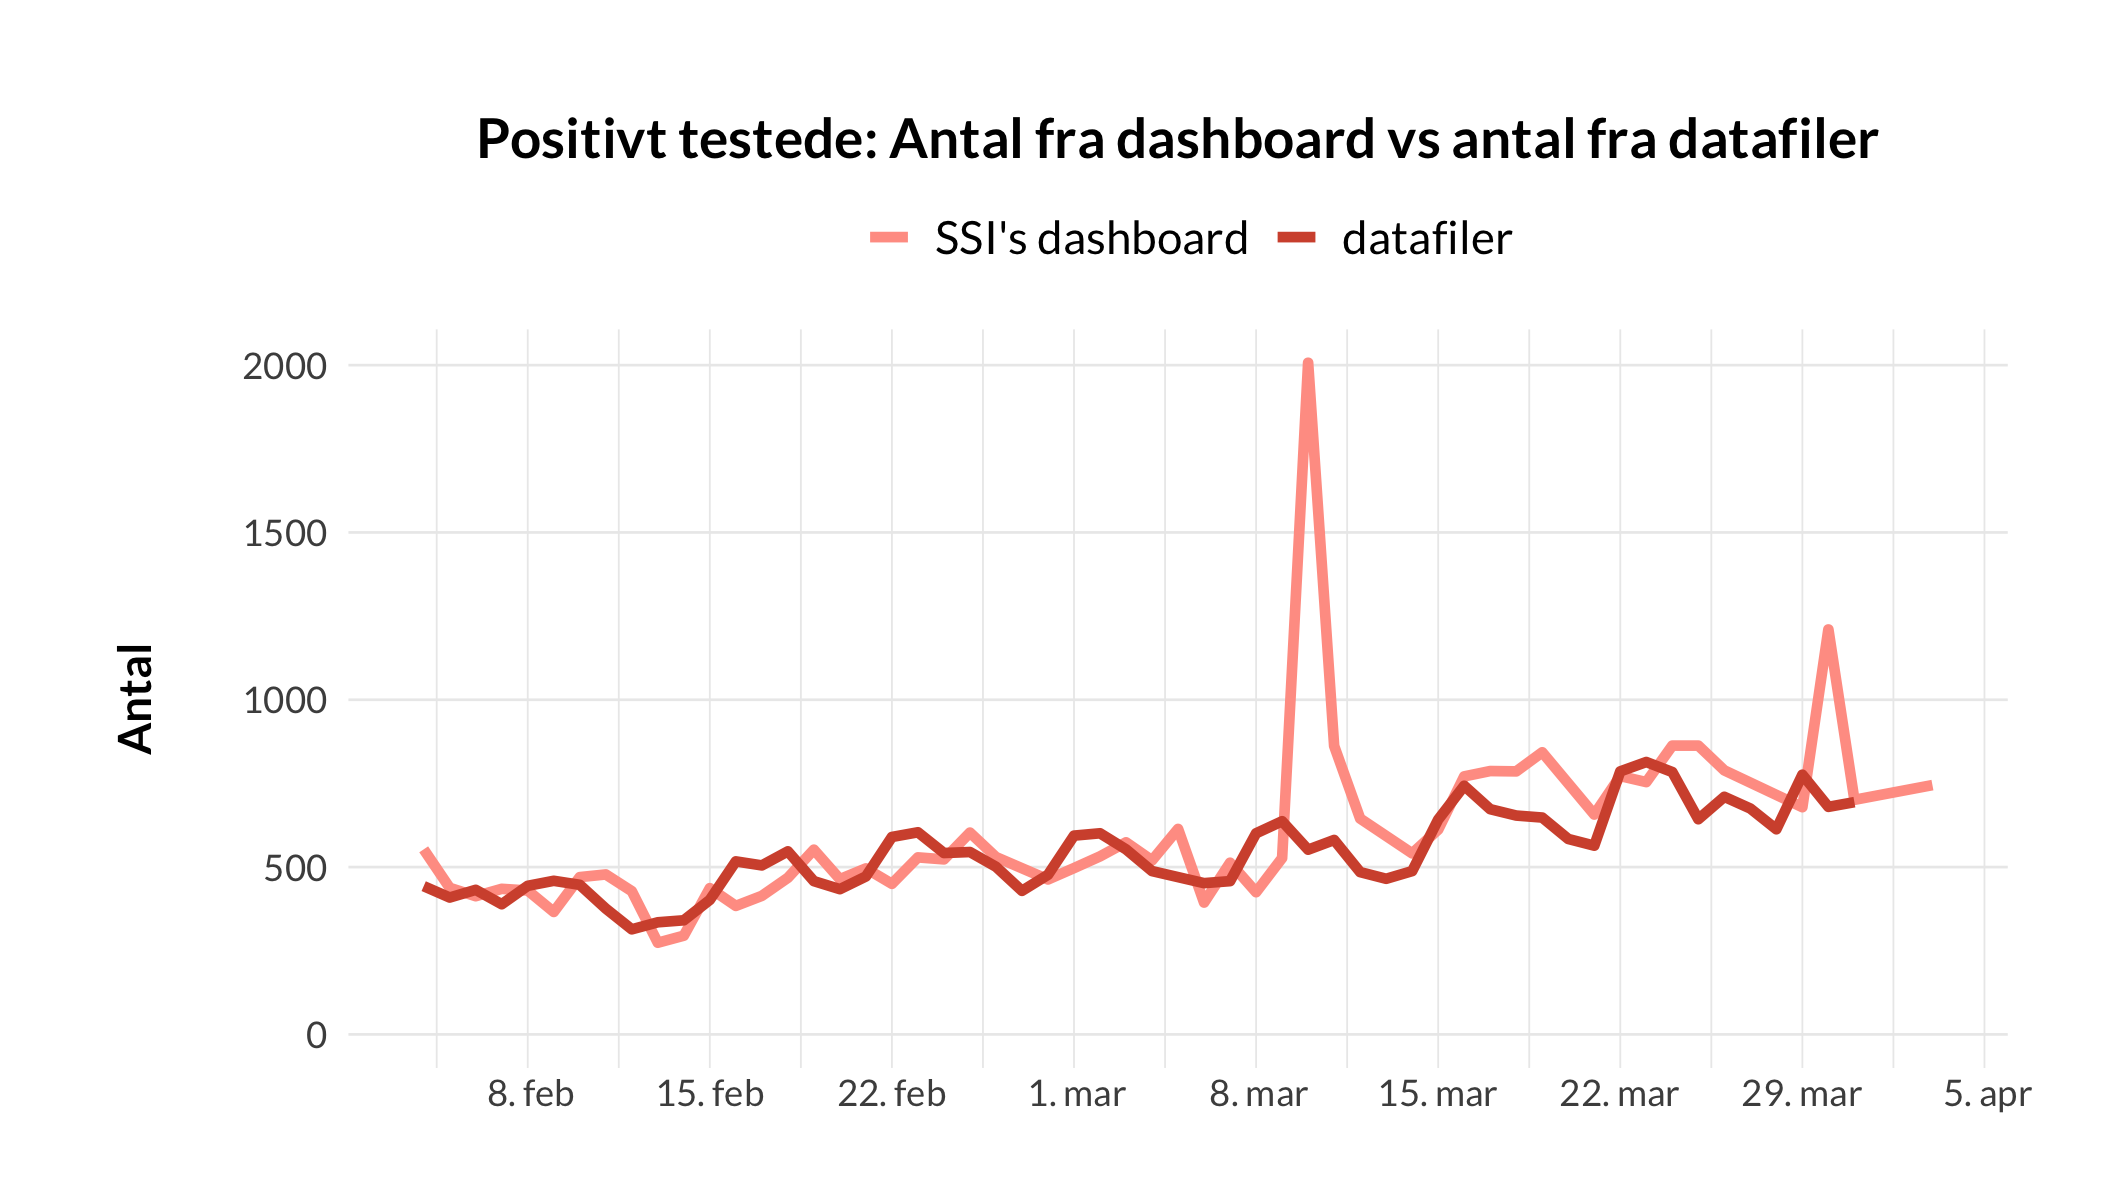 Positivt testede: Antal fra dashboard vs antal fra datafiler
SSI's dashboard datafiler
Antal
2000
1500
1000
500
0
8. feb 15. feb 22. feb 1. mar 8. mar 15. mar 22. mar 29. mar 5. apr